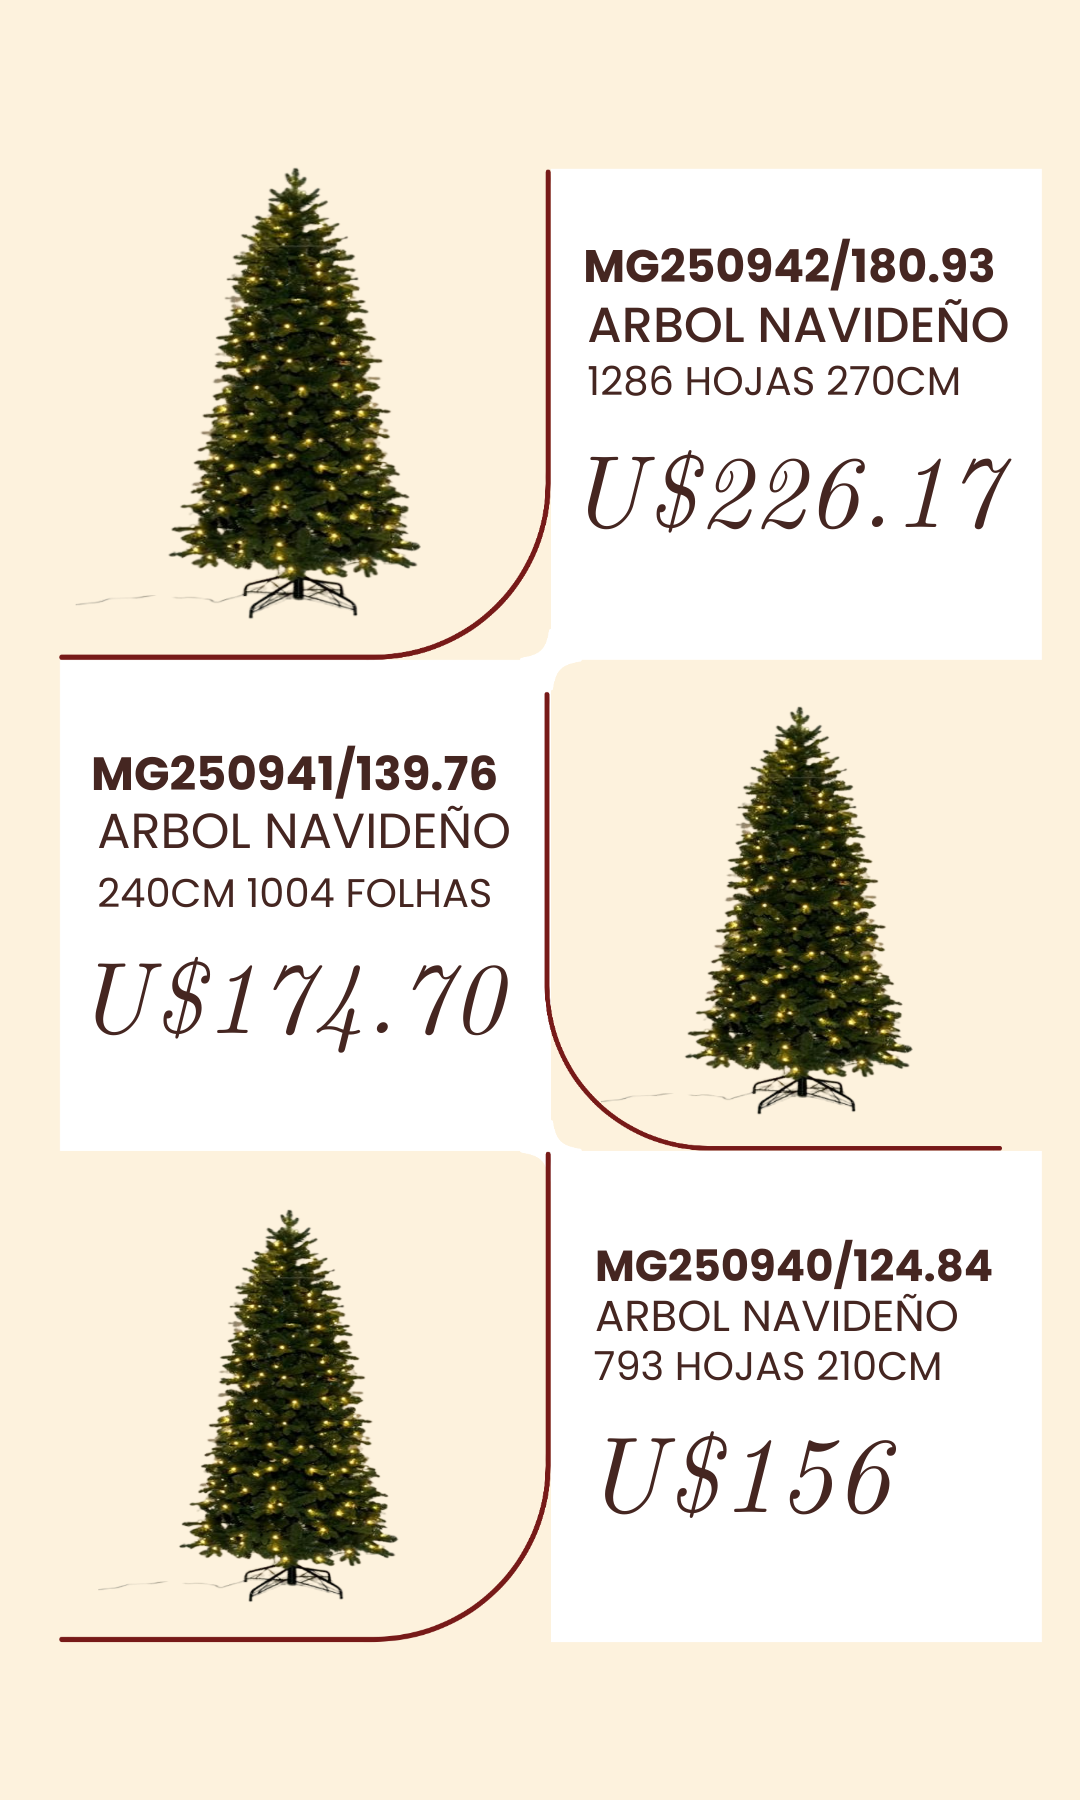 MG250942/180.93
ARBOL NAVIDEÑO
1286 HOJAS 270CM
U$226.17
MG250941/139.76
ARBOL NAVIDEÑO
240CM 1004 FOLHAS
U$174.70
MG250940/124.84
ARBOL NAVIDEÑO
793 HOJAS 210CM
U$156